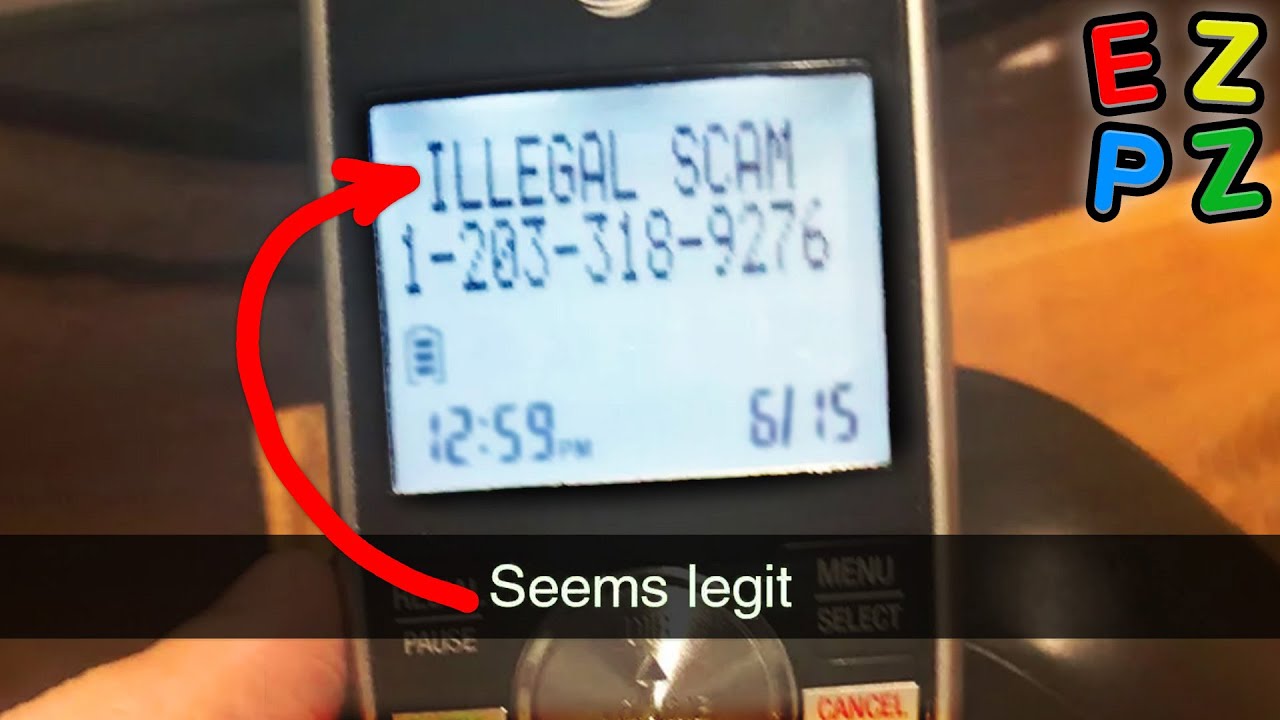 EZ
PZ
ILLEGAL SCAM
1-203-318-9276
12:59PM
6/15
Seems legit
MENU
SELECT
PAUSE
CANCEL